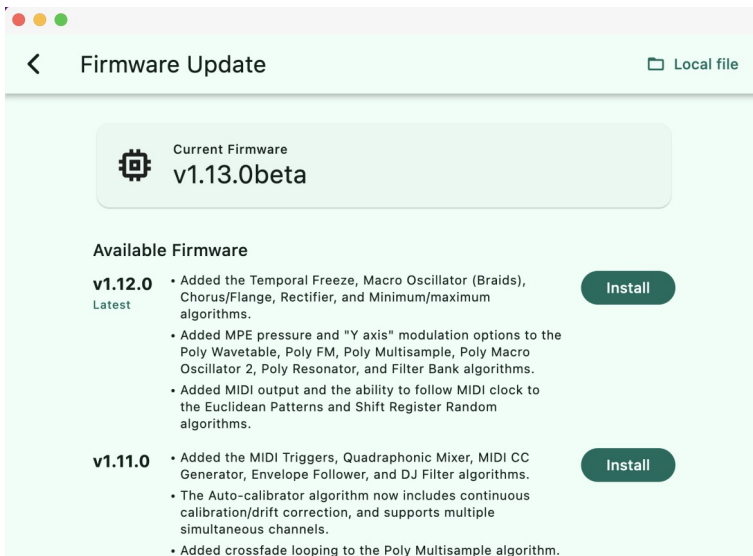 Firmware Update
Local file
Current Firmware
v1.13.0beta
Available Firmware
v1.12.0
Latest
• Added the Temporal Freeze, Macro Oscillator (Braids),
Chorus/Flange, Rectifier, and Minimum/maximum
algorithms.
• Added MPE pressure and "Y axis" modulation options to the
Poly Wavetable, Poly FM, Poly Multisample, Poly Macro
Oscillator 2, Poly Resonator, and Filter Bank algorithms.
• Added MIDI output and the ability to follow MIDI clock to
the Euclidean Patterns and Shift Register Random
algorithms.
Install
v1.11.0
• Added the MIDI Triggers, Quadraphonic Mixer, MIDI CC
Generator, Envelope Follower, and DJ Filter algorithms.
• The Auto-calibrator algorithm now includes continuous
calibration/drift correction, and supports multiple
simultaneous channels.
• Added crossfade looping to the Poly Multisample algorithm.
Install